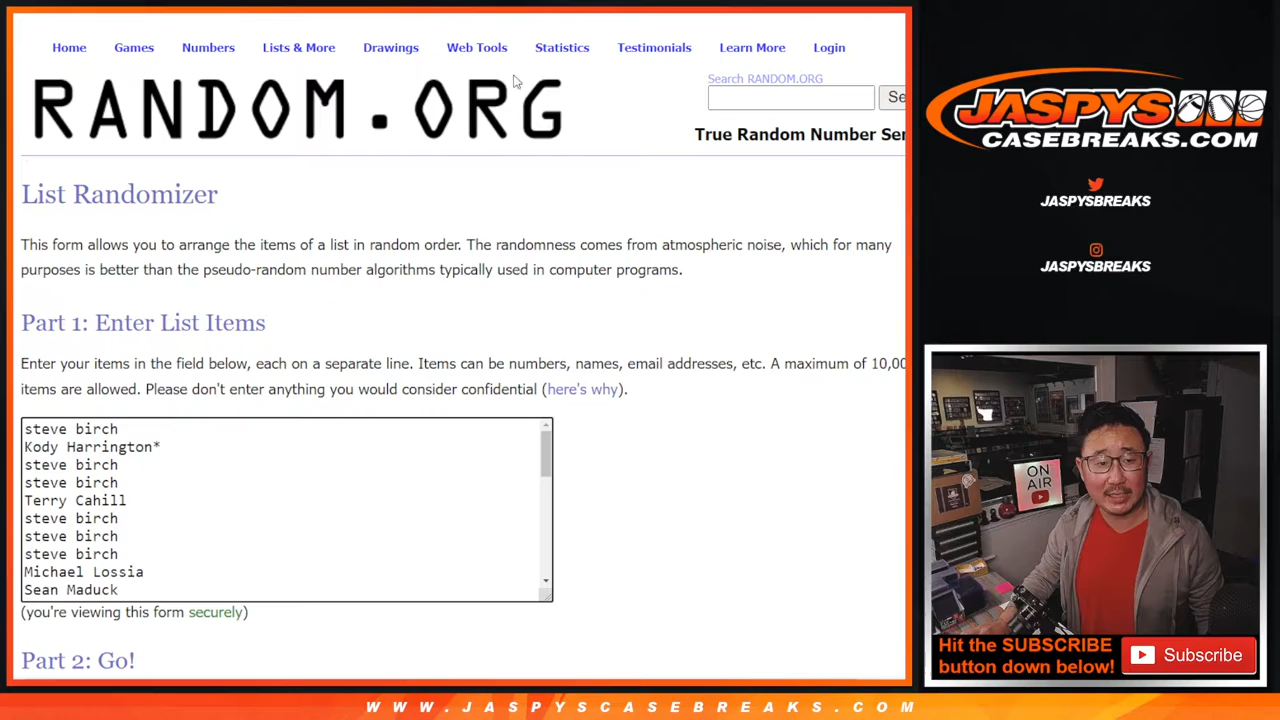 Home Games Numbers Lists & More Drawings Web Tools Statistics Testimonials Learn More Login
RANDOM.ORG
Search RANDOM.ORG
Se
True Random Number Ser
List Randomizer
This form allows you to arrange the items of a list in random order. The randomness comes from atmospheric noise, which for many
purposes is better than the pseudo-random number algorithms typically used in computer programs.
Part 1: Enter List Items
Enter your items in the field below, each on a separate line. Items can be numbers, names, email addresses, etc. A maximum of 10,00
items are allowed. Please don't enter anything you would consider confidential (here's why).
steve birch
Kody Harrington*
steve birch
steve birch
Terry Cahill
steve birch
steve birch
steve birch
Michael Lossia
Sean Maduck
(you're viewing this form securely)
Part 2: Go!
JASPYS
CASEBREAKS.COM
JASPYSBREAKS
JASPYSBREAKS
ON
AIR
Hit the SUBSCRIBE
button down below!
Subscribe
WWW.JASPYSCASEBREAKS.COM